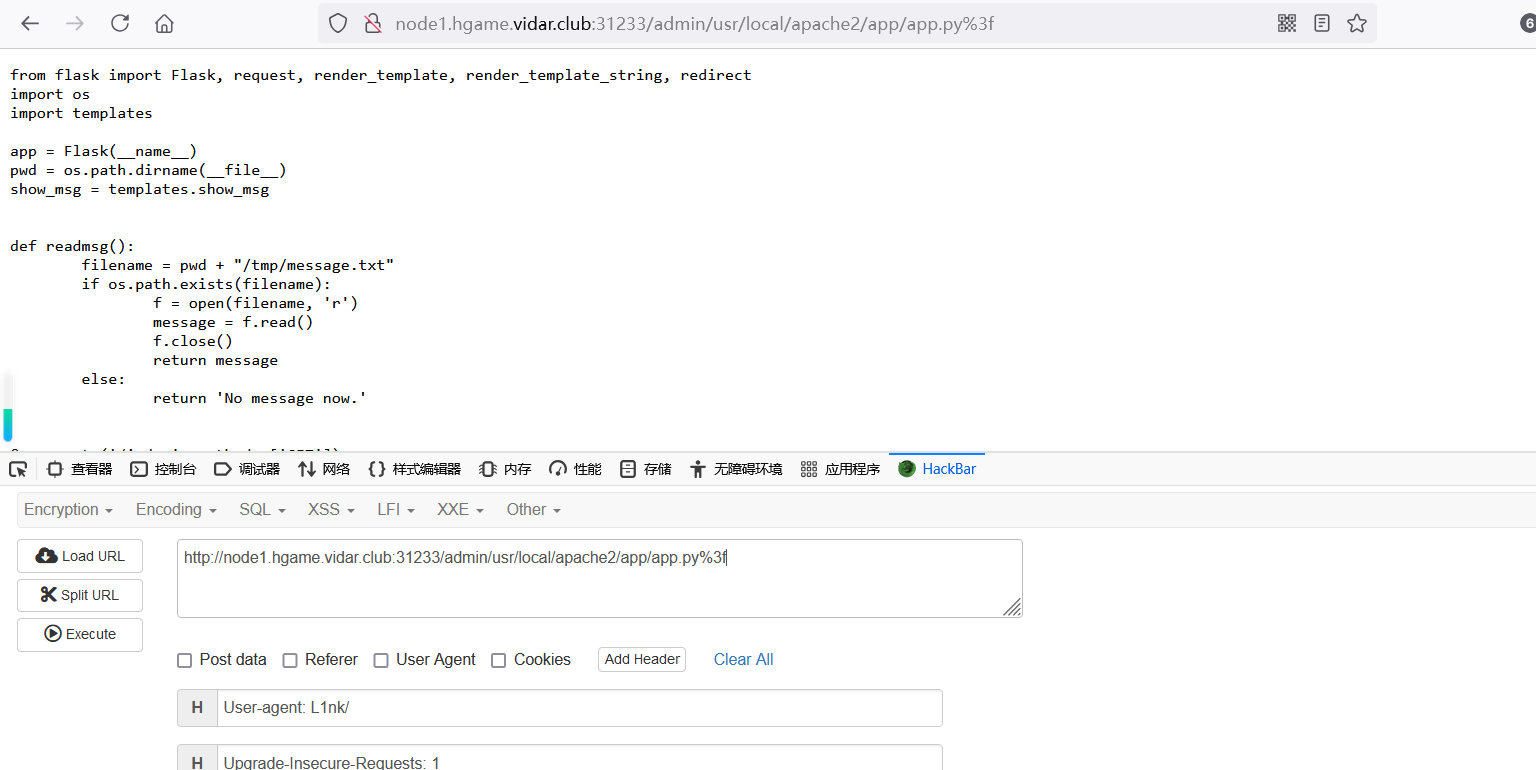 node1.hgame.vidar.club:31233/admin/usr/local/apache2/app/app.py%3f
6
from flask import Flask, request, render_template, render_template_string, redirect
import os
import templates
app = Flask(__name__)
pwd = os.path.dirname(__file__)
show_msg = templates.show_msg
def readmsg():
        filename = pwd + "/tmp/message.txt"
        if os.path.exists(filename):
                f = open(filename, 'r')
                message = f.read()
                f.close()
                return message
        else:
                return 'No message now.'
查看器 控制台 调试器 网络 样式编辑器 内存 性能 存储 无障碍环境 应用程序 HackBar
Encryption Encoding SQL XSS LFI XXE Other
Load URL
Split URL
Execute
http://node1.hgame.vidar.club:31233/admin/usr/local/apache2/app/app.py%3f
Post data Referer User Agent Cookies Add Header Clear All
H User-agent: L1nk/
H Upgrade-Insecure-Requests: 1